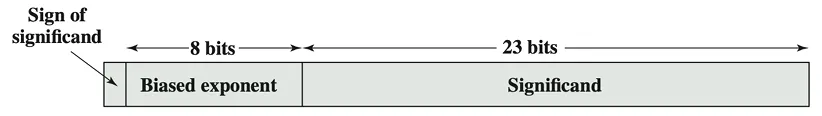 Sign of
significand
8 bits
23 bits
Biased exponent
Significand